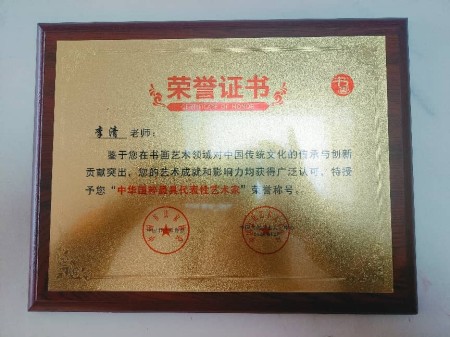 荣誉证书
李清 老师：
鉴于您在书画艺术领域对中国传统文化的传承与创新
贡献突出，您的艺术成就和影响力均获得广泛认可，特授
予您“中华国粹最具代表性艺术家”荣誉称号。